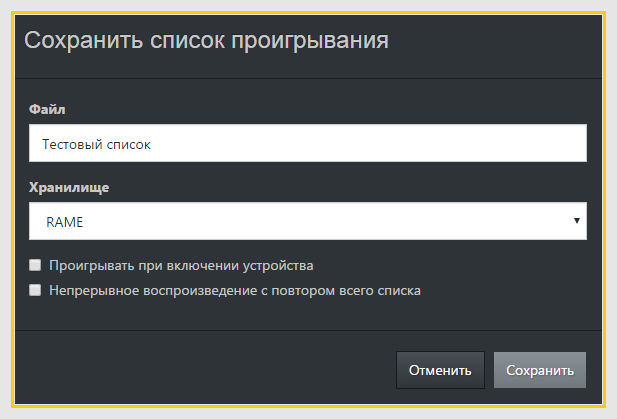 Сохранить список проигрывания
Файл
Тестовый список
Хранилище
RAME
Проигрывать при включении устройства
Непрерывное воспроизведение с повтором всего списка
Отменить Сохранить